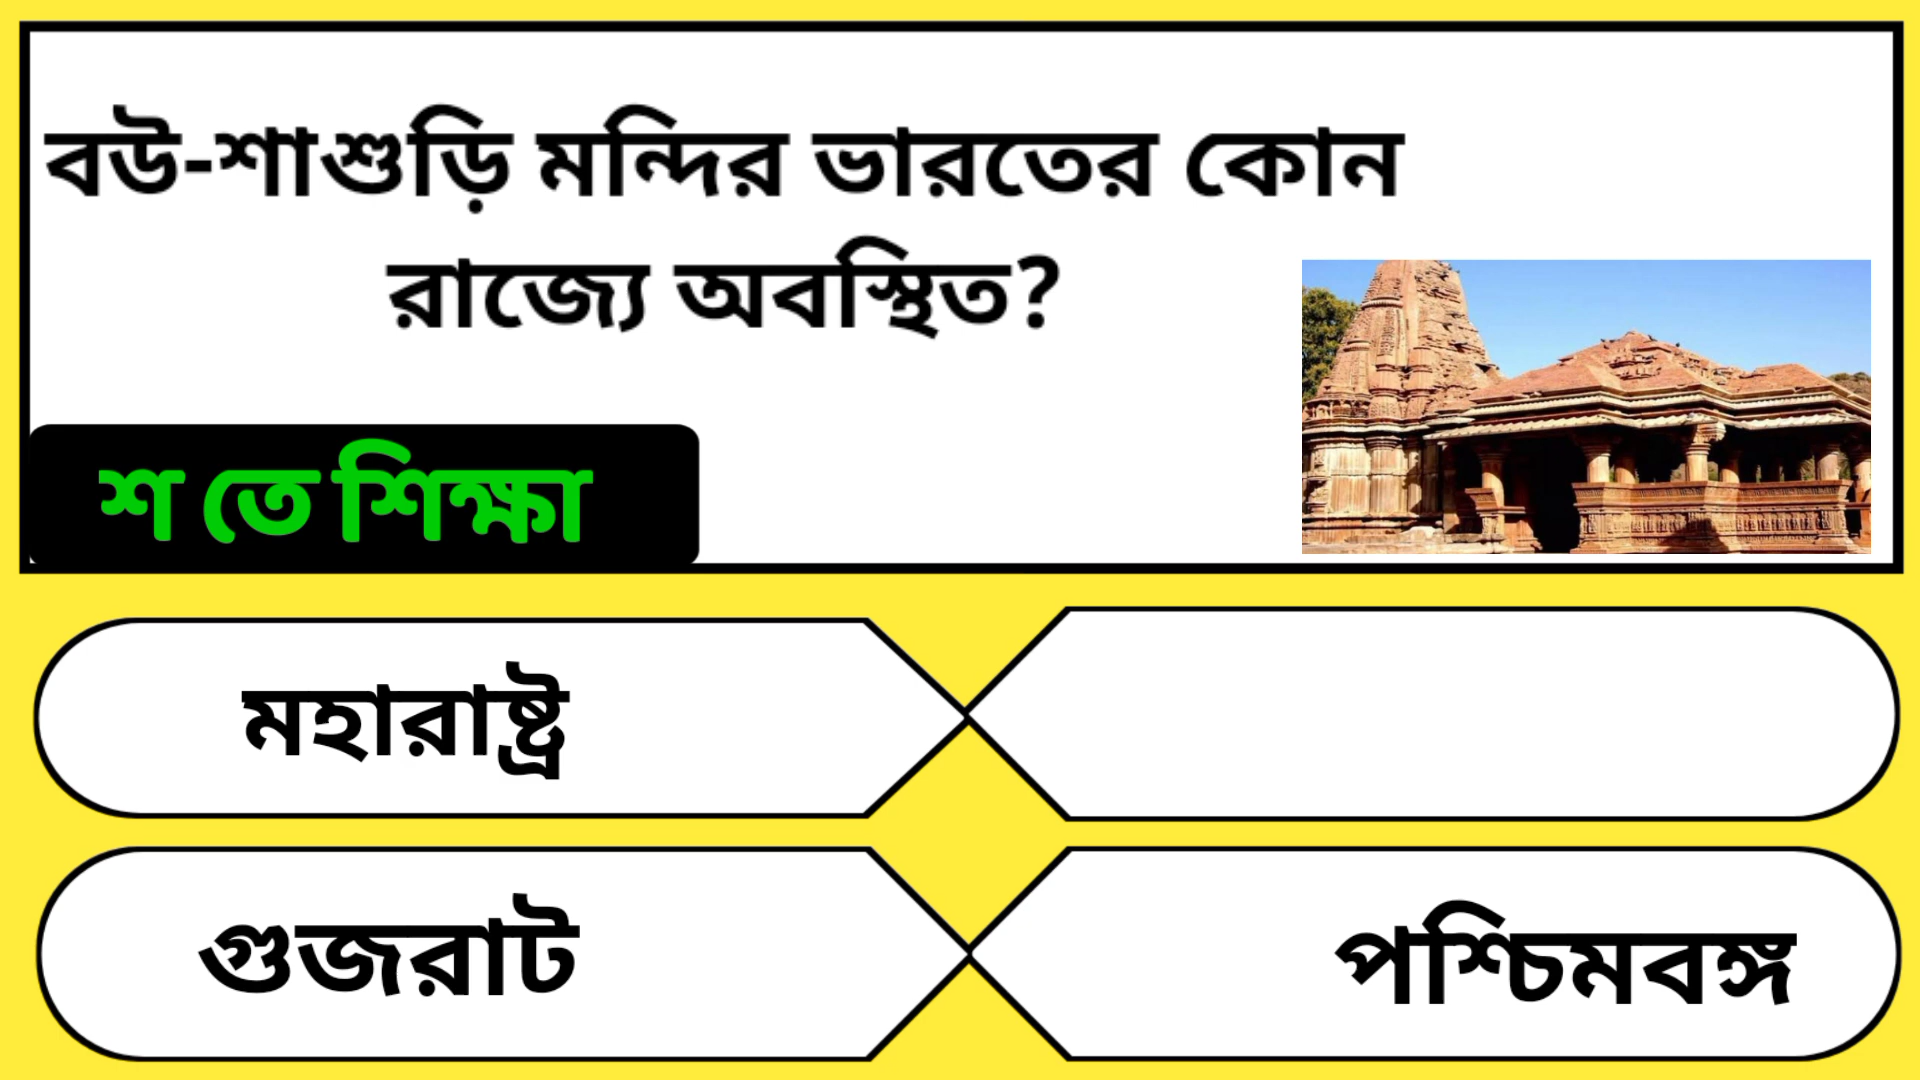 বউ-শাশুড়ি মন্দির ভারতের কোন
রাজ্যে অবস্থিত?
শ তে শিক্ষা
মহারাষ্ট্র
গুজরাট
পশ্চিমবঙ্গ